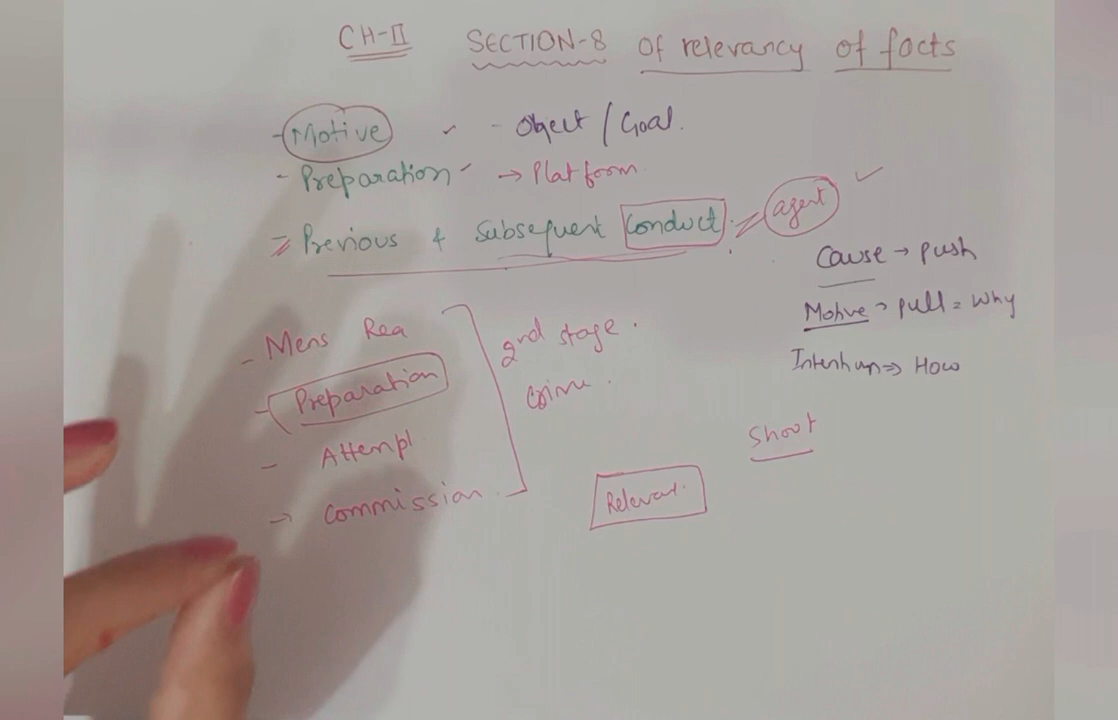 CH-II SECTION-8 Of relevancy of facts
- Motive - Object / Goal.
- Preparation → Platform
Previous & Subsequent Conduct. agent
Cause → push
Motive → pull = Why
Intention ⇒ How
- Mens Rea
- Preparation
- Attempt
→ Commission
2nd stage.
Crime.
Shoot
Relevant.